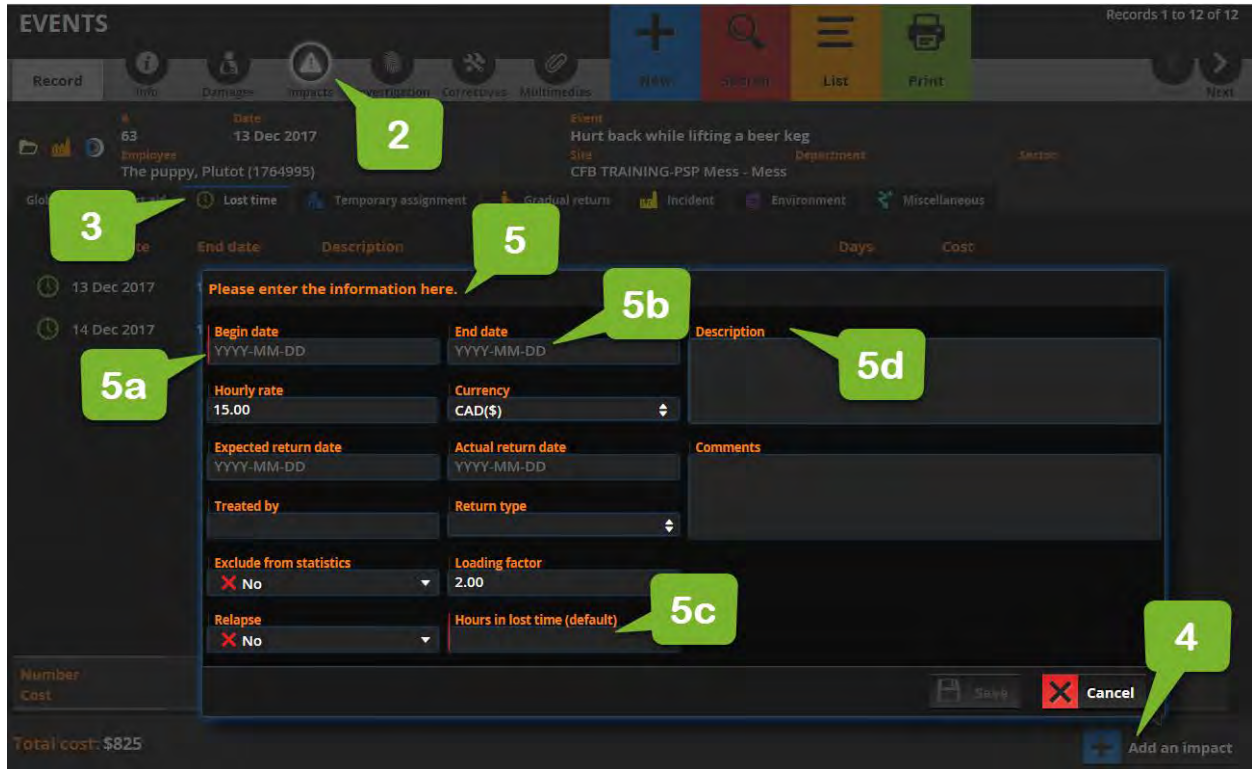 EVENTS
Records 1 to 12 of 12
Record
Info
Damages
Impacts
Investigation
Correctives
Multimedias
New
Search
List
Print
Next
2
# Date Event
63 13 Dec 2017 Hurt back while lifting a beer keg
Employee Site Department Sector
The puppy, Plutot (1764995) CFB TRAINING-PSP Mess - Mess
3
Lost time Temporary assignment Gradual return Incident Environment Miscellaneous
End date Description Days Cost
5
13 Dec 2017
14 Dec 2017
Please enter the information here.
5b
Begin date End date Description
YYYY-MM-DD YYYY-MM-DD
5a
5d
Hourly rate Currency
15.00 CAD($)
Expected return date Actual return date Comments
YYYY-MM-DD YYYY-MM-DD
Treated by Return type
Exclude from statistics Loading factor
No 2.00
5c
Relapse Hours in lost time (default)
No
4
Number
Cost
Save Cancel
Total cost: $825
Add an impact